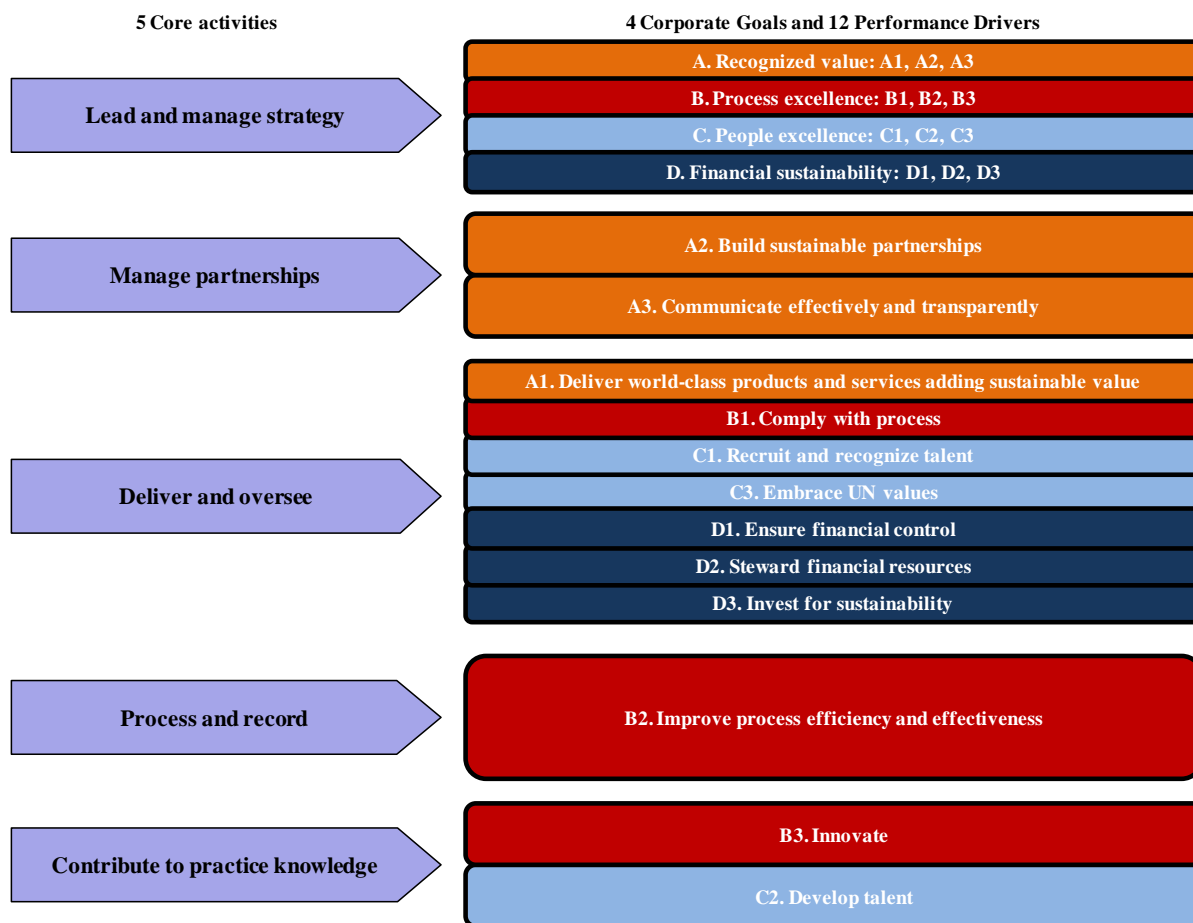 5 Core activities
4 Corporate Goals and 12 Performance Drivers
Lead and manage strategy
A. Recognized value: A1, A2, A3
B. Process excellence: B1, B2, B3
C. People excellence: C1, C2, C3
D. Financial sustainability: D1, D2, D3
Manage partnerships
A2. Build sustainable partnerships
A3. Communicate effectively and transparently
Deliver and oversee
A1. Deliver world-class products and services adding sustainable value
B1. Comply with process
C1. Recruit and recognize talent
C3. Embrace UN values
D1. Ensure financial control
D2. Steward financial resources
D3. Invest for sustainability
Process and record
B2. Improve process efficiency and effectiveness
Contribute to practice knowledge
B3. Innovate
C2. Develop talent